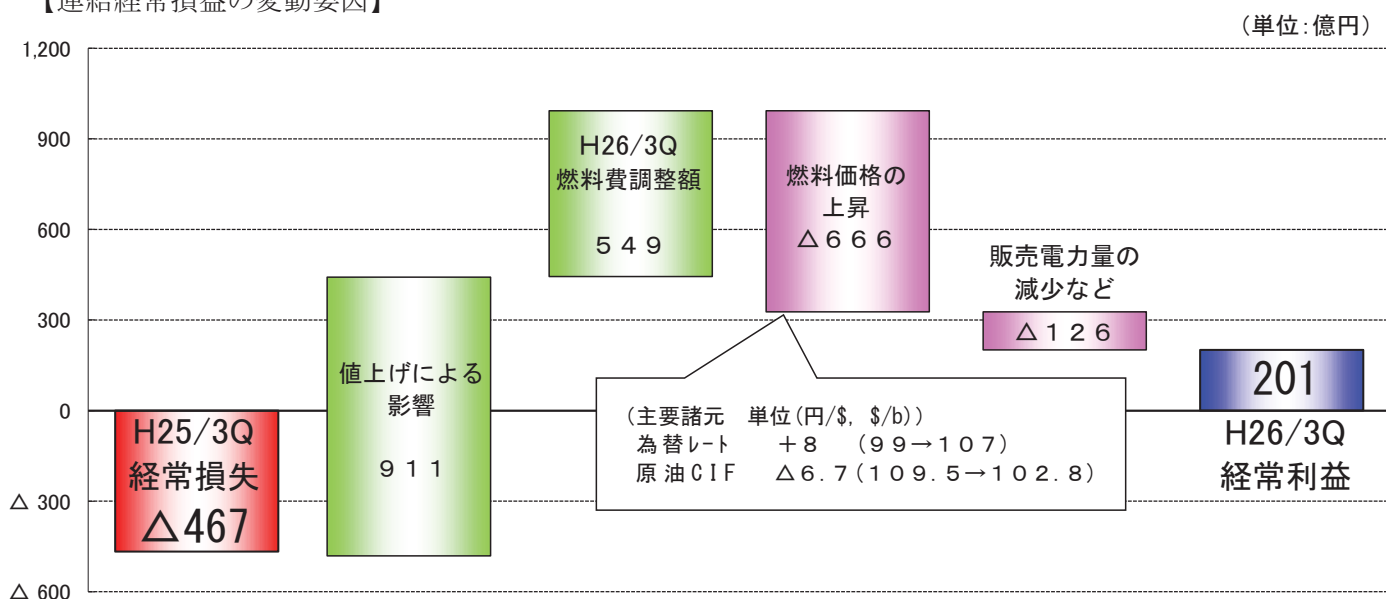 【連結経常損益の変動要因】
（単位：億円）
1,200
900
600
300
0
△ 300
△ 600
H25/3Q
経常損失
△467
値上げによる
影響
９１１
H26/3Q
燃料費調整額
５４９
燃料価格の
上昇
△６６６
販売電力量の
減少など
△１２６
201
H26/3Q
経常利益
（主要諸元　単位(円/$, $/b)）
為替ﾚｰﾄ　＋8　（99→107）
原油CIF　△6.7(109.5→102.8)